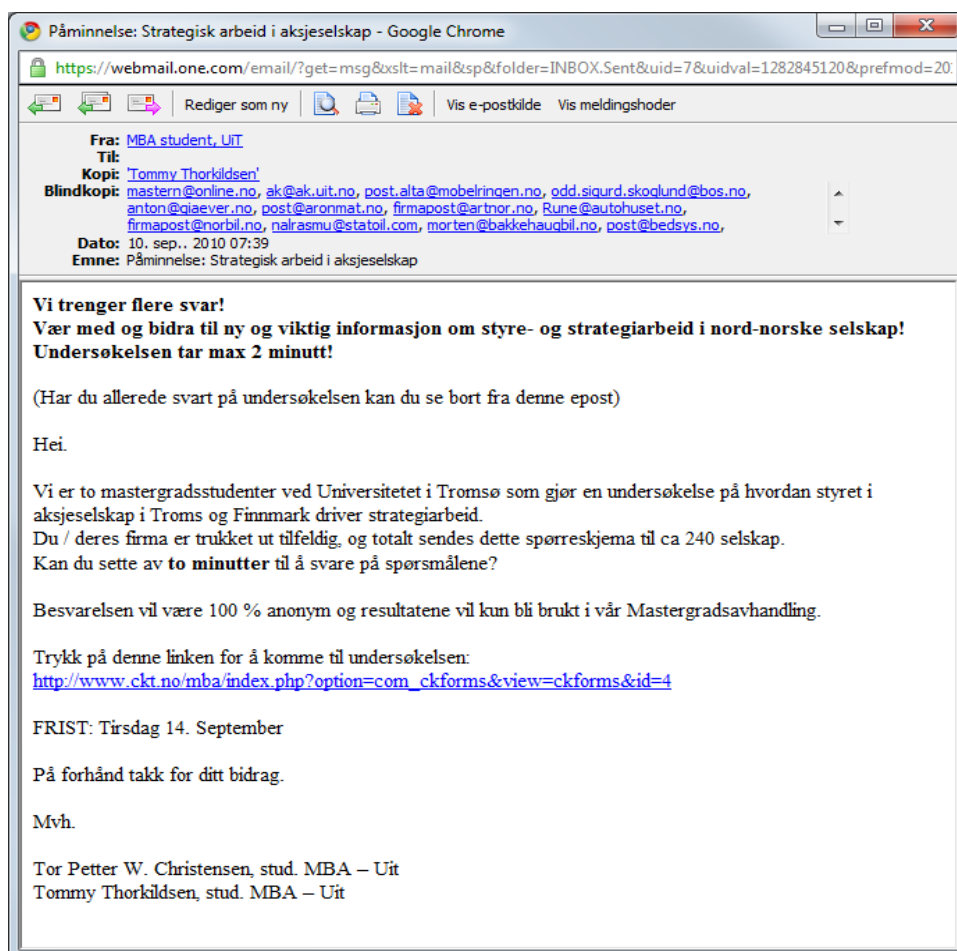 Påminnelse: Strategisk arbeid i aksjeselskap - Google Chrome
https://webmail.one.com/email/?get=msg&xslt=mail&sp&folder=INBOX.Sent&uid=7&uidval=1282845120&prefmod=20
Rediger som ny Vis e-postkilde Vis meldingshoder
Fra: MBA student, UiT
Til:
Kopi: 'Tommy Thorkildsen'
Blindkopi: mastern@online.no, ak@ak.uit.no, post.alta@mobelringen.no, odd.sigurd.skoglund@bos.no,
anton@giaever.no, post@aronmat.no, firmapost@artnor.no, Rune@autohuset.no,
firmapost@norbil.no, nalrasmu@statoil.com, morten@bakkehaugbil.no, post@bedsys.no,
Dato: 10. sep.. 2010 07:39
Emne: Påminnelse: Strategisk arbeid i aksjeselskap
Vi trenger flere svar!
Vær med og bidra til ny og viktig informasjon om styre- og strategiarbeid i nord-norske selskap!
Undersøkelsen tar max 2 minutt!
(Har du allerede svart på undersøkelsen kan du se bort fra denne epost)
Hei.
Vi er to mastergradsstudenter ved Universitetet i Tromsø som gjør en undersøkelse på hvordan styret i
aksjeselskap i Troms og Finnmark driver strategiarbeid.
Du / deres firma er trukket ut tilfeldig, og totalt sendes dette spørreskjema til ca 240 selskap.
Kan du sette av to minutter til å svare på spørsmålene?
Besvarelsen vil være 100 % anonym og resultatene vil kun bli brukt i vår Mastergradsavhandling.
Trykk på denne linken for å komme til undersøkelsen:
http://www.ckt.no/mba/index.php?option=com_ckforms&view=ckforms&id=4
FRIST: Tirsdag 14. September
På forhånd takk for ditt bidrag.
Mvh.
Tor Petter W. Christensen, stud. MBA – Uit
Tommy Thorkildsen, stud. MBA – Uit